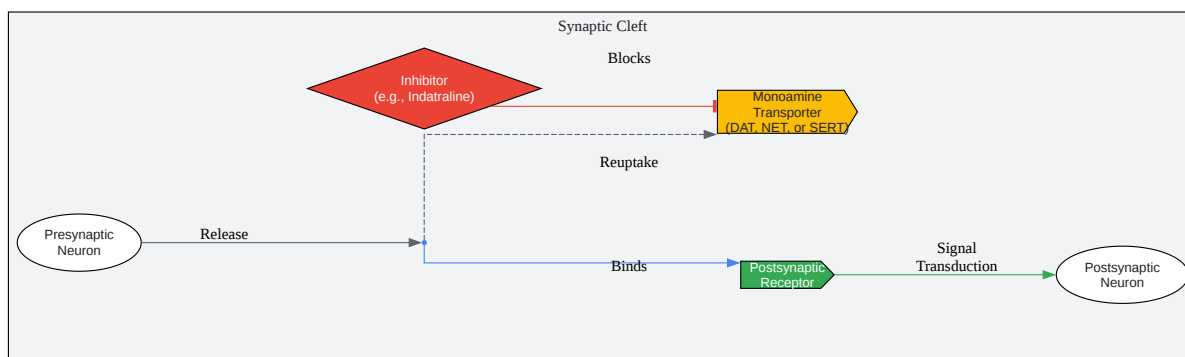 Synaptic Cleft
Blocks
Inhibitor
(e.g., Indatraline)
Monoamine
Transporter
(DAT, NET, or SERT)
Reuptake
Presynaptic
Neuron
Release
Binds
Postsynaptic
Receptor
Signal
Transduction
Postsynaptic
Neuron